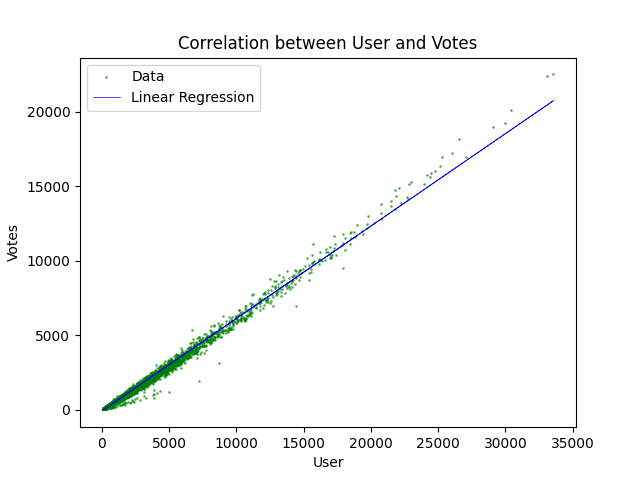 Correlation between User and Votes
Data
Linear Regression
20000
15000
10000
5000
0
Votes
0 5000 10000 15000 20000 25000 30000 35000
User